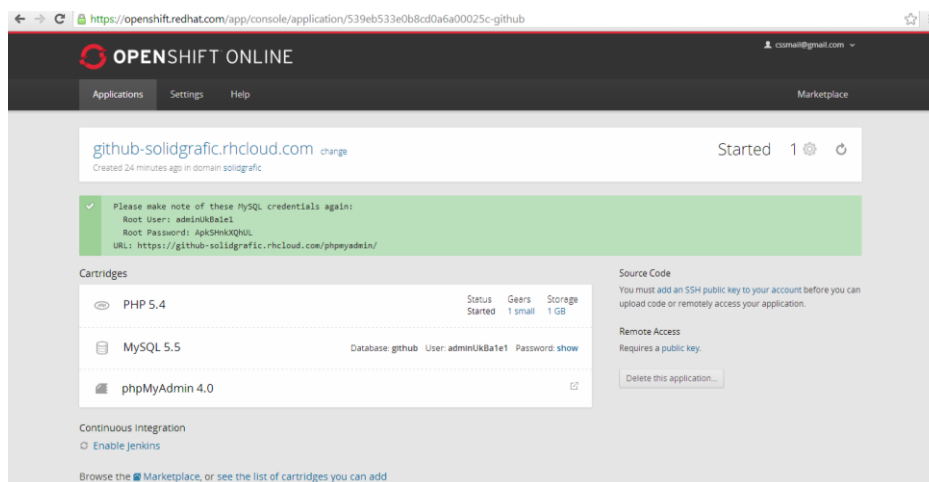 https://openshift.redhat.com/app/console/application/539eb533e0b8cd0a6a00025c-github
OPENSHIFT ONLINE
cssmail@gmail.com
Applications Settings Help Marketplace
github-solidgrafic.rhcloud.com change
Started 1
Created 24 minutes ago in domain solidgrafic
Please make note of these MySQL credentials again:
Root User: adminUkBa1e1
Root Password: ApkSHnkXQhUL
URL: https://github-solidgrafic.rhcloud.com/phpmyadmin/
Cartridges
PHP 5.4
Status Gears Storage
Started 1 small 1 GB
MySQL 5.5
Database: github User: adminUkBa1e1 Password: show
phpMyAdmin 4.0
Continuous Integration
Enable Jenkins
Browse the Marketplace, or see the list of cartridges you can add
Source Code
You must add an SSH public key to your account before you can
upload code or remotely access your application.
Remote Access
Requires a public key.
Delete this application...